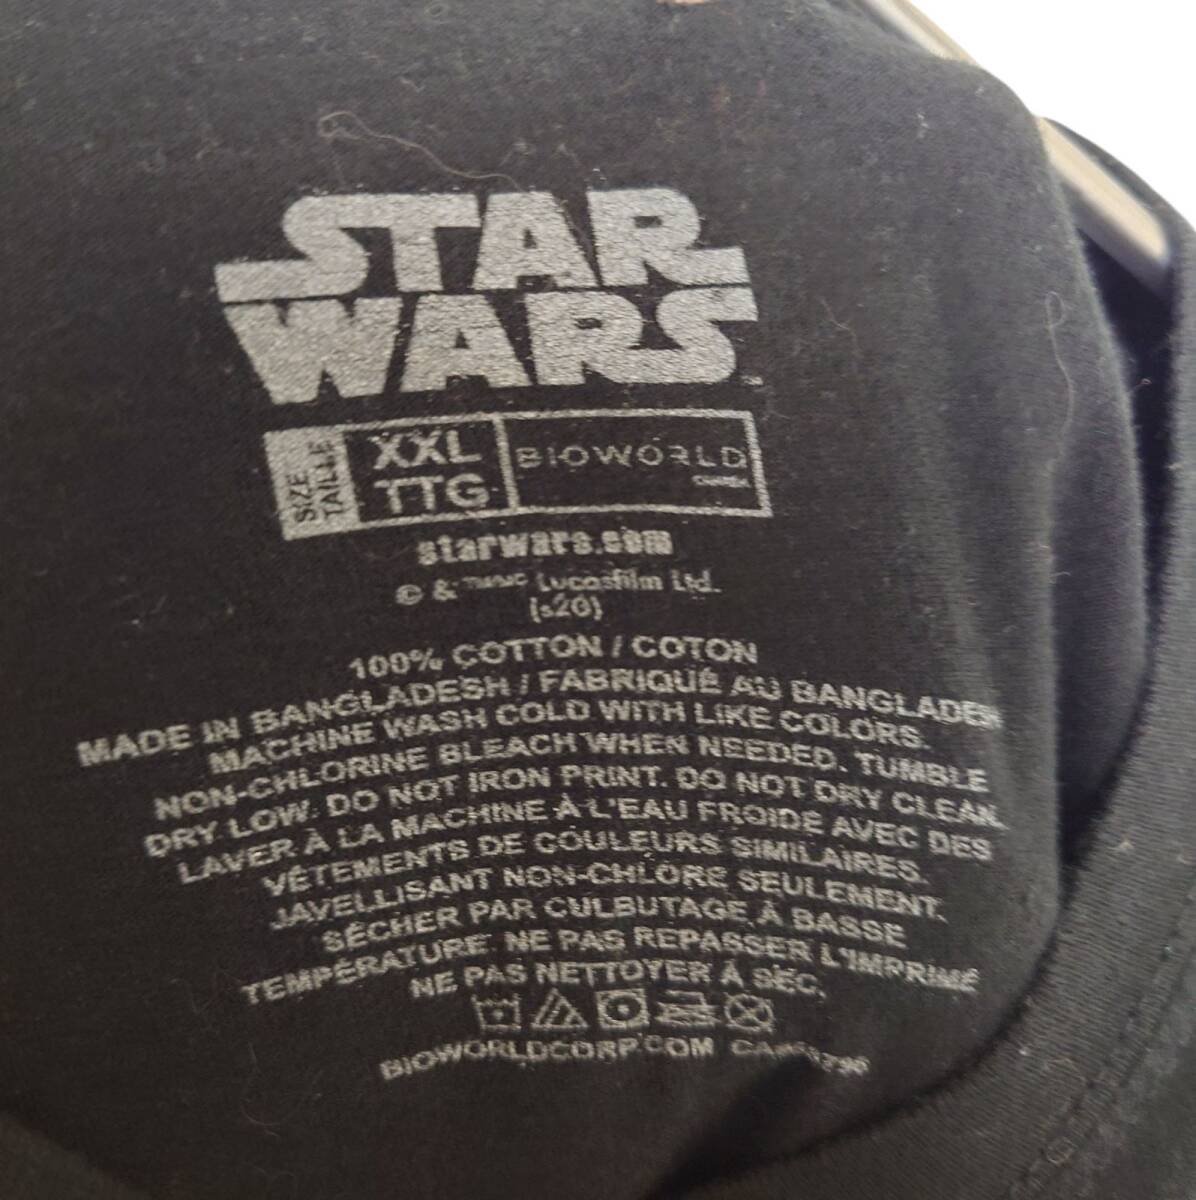 STAR
WARS
SIZE
TAILLE
XXL
TTG
BIOWORLD
CANADA
starwars.com
© & Lucasfilm Ltd.
(s20)
100% COTTON / COTON
MADE IN BANGLADESH / FABRIQUÉ AU BANGLADESH
MACHINE WASH COLD WITH LIKE COLORS.
NON-CHLORINE BLEACH WHEN NEEDED. TUMBLE
DRY LOW. DO NOT IRON PRINT. DO NOT DRY CLEAN.
LAVER À LA MACHINE À L'EAU FROIDE AVEC DES
VÊTEMENTS DE COULEURS SIMILAIRES.
JAVELLISANT NON-CHLORÉ SEULEMENT.
SÉCHER PAR CULBUTAGE À BASSE
TEMPÉRATURE. NE PAS REPASSER L'IMPRIMÉ
NE PAS NETTOYER À SEC.
BIOWORLDCORP.COM